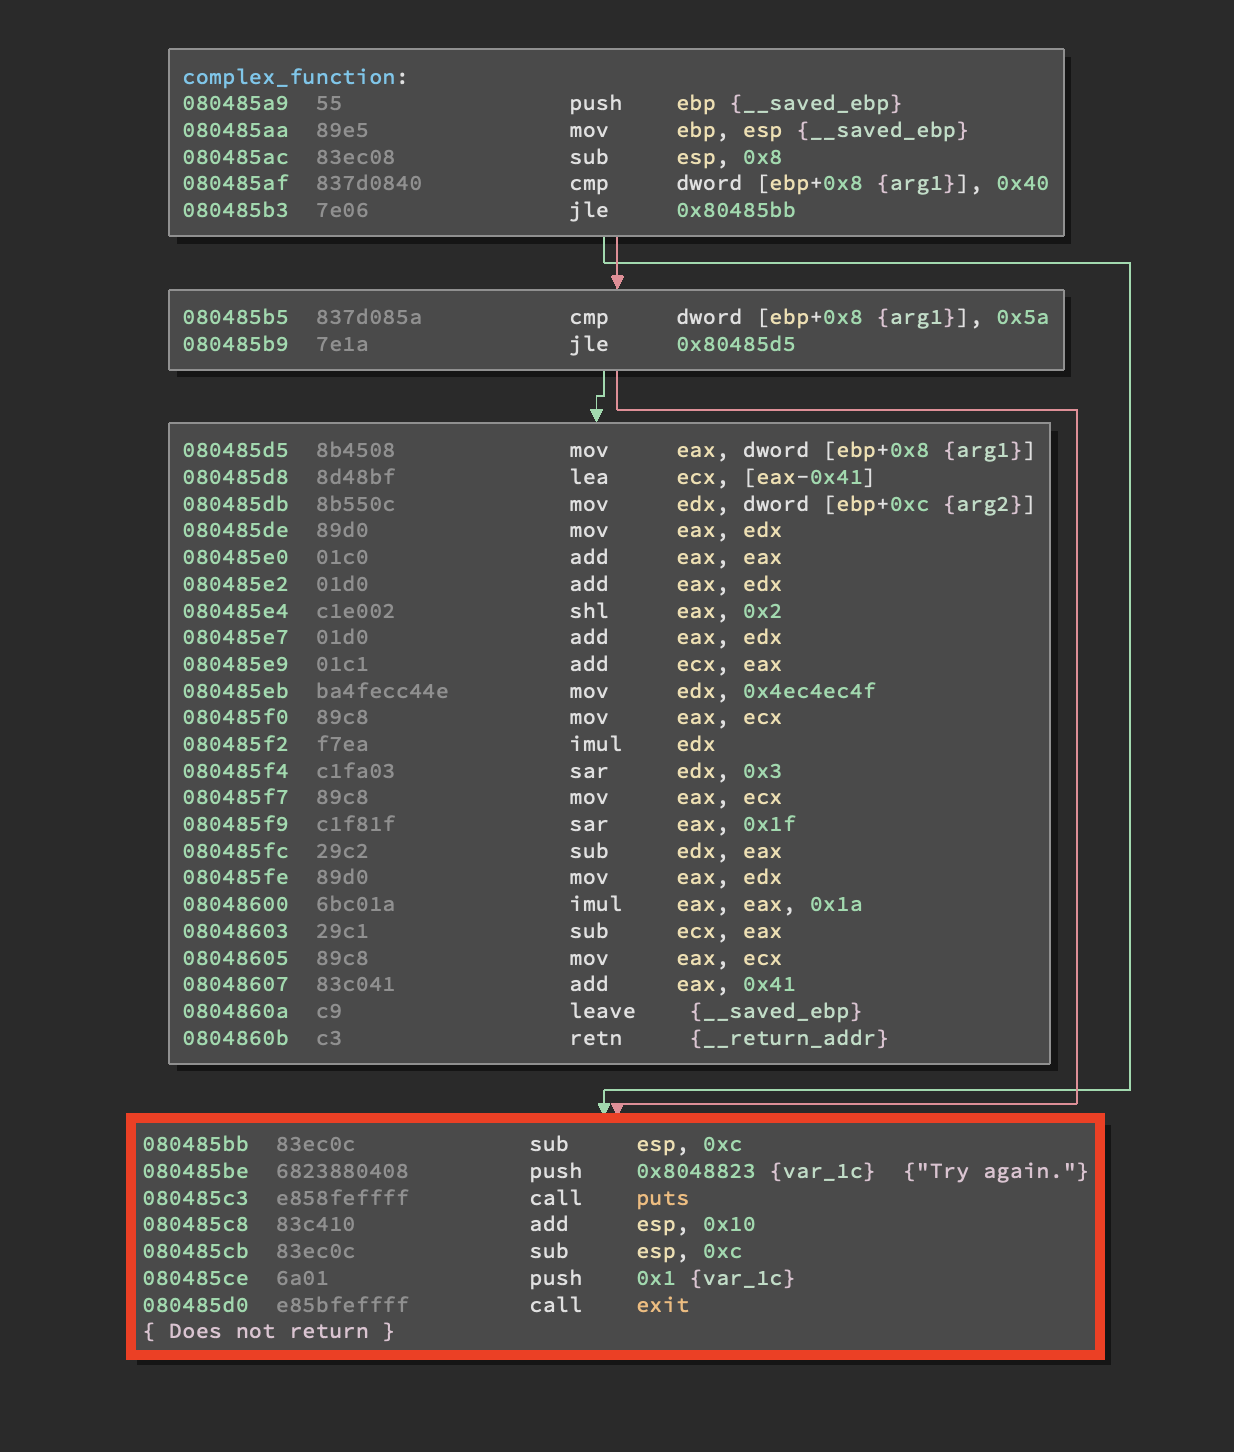 complex_function:
080485a9  55  push  ebp {__saved_ebp}
080485aa  89e5  mov  ebp, esp {__saved_ebp}
080485ac  83ec08  sub  esp, 0x8
080485af  837d0840  cmp  dword [ebp+0x8 {arg1}], 0x40
080485b3  7e06  jle  0x80485bb
080485b5  837d085a  cmp  dword [ebp+0x8 {arg1}], 0x5a
080485b9  7e1a  jle  0x80485d5
080485d5  8b4508  mov  eax, dword [ebp+0x8 {arg1}]
080485d8  8d48bf  lea  ecx, [eax-0x41]
080485db  8b550c  mov  edx, dword [ebp+0xc {arg2}]
080485de  89d0  mov  eax, edx
080485e0  01c0  add  eax, eax
080485e2  01d0  add  eax, edx
080485e4  c1e002  shl  eax, 0x2
080485e7  01d0  add  eax, edx
080485e9  01c1  add  ecx, eax
080485eb  ba4fecc44e  mov  edx, 0x4ec4ec4f
080485f0  89c8  mov  eax, ecx
080485f2  f7ea  imul  edx
080485f4  c1fa03  sar  edx, 0x3
080485f7  89c8  mov  eax, ecx
080485f9  c1f81f  sar  eax, 0x1f
080485fc  29c2  sub  edx, eax
080485fe  89d0  mov  eax, edx
08048600  6bc01a  imul  eax, eax, 0x1a
08048603  29c1  sub  ecx, eax
08048605  89c8  mov  eax, ecx
08048607  83c041  add  eax, 0x41
0804860a  c9  leave  {__saved_ebp}
0804860b  c3  retn  {__return_addr}
080485bb  83ec0c  sub  esp, 0xc
080485be  6823880408  push  0x8048823 {var_1c}  {"Try again."}
080485c3  e858feffff  call  puts
080485c8  83c410  add  esp, 0x10
080485cb  83ec0c  sub  esp, 0xc
080485ce  6a01  push  0x1 {var_1c}
080485d0  e85bfeffff  call  exit
{ Does not return }